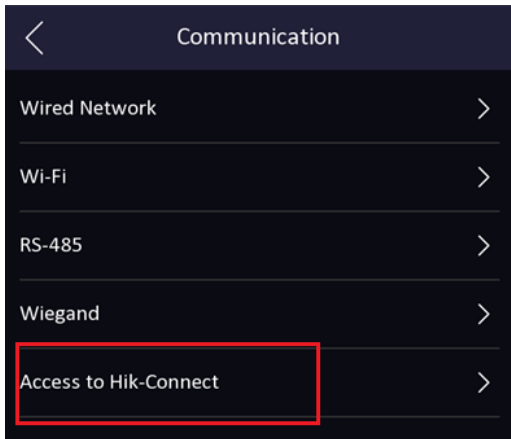 Communication
Wired Network
Wi-Fi
RS-485
Wiegand
Access to Hik-Connect